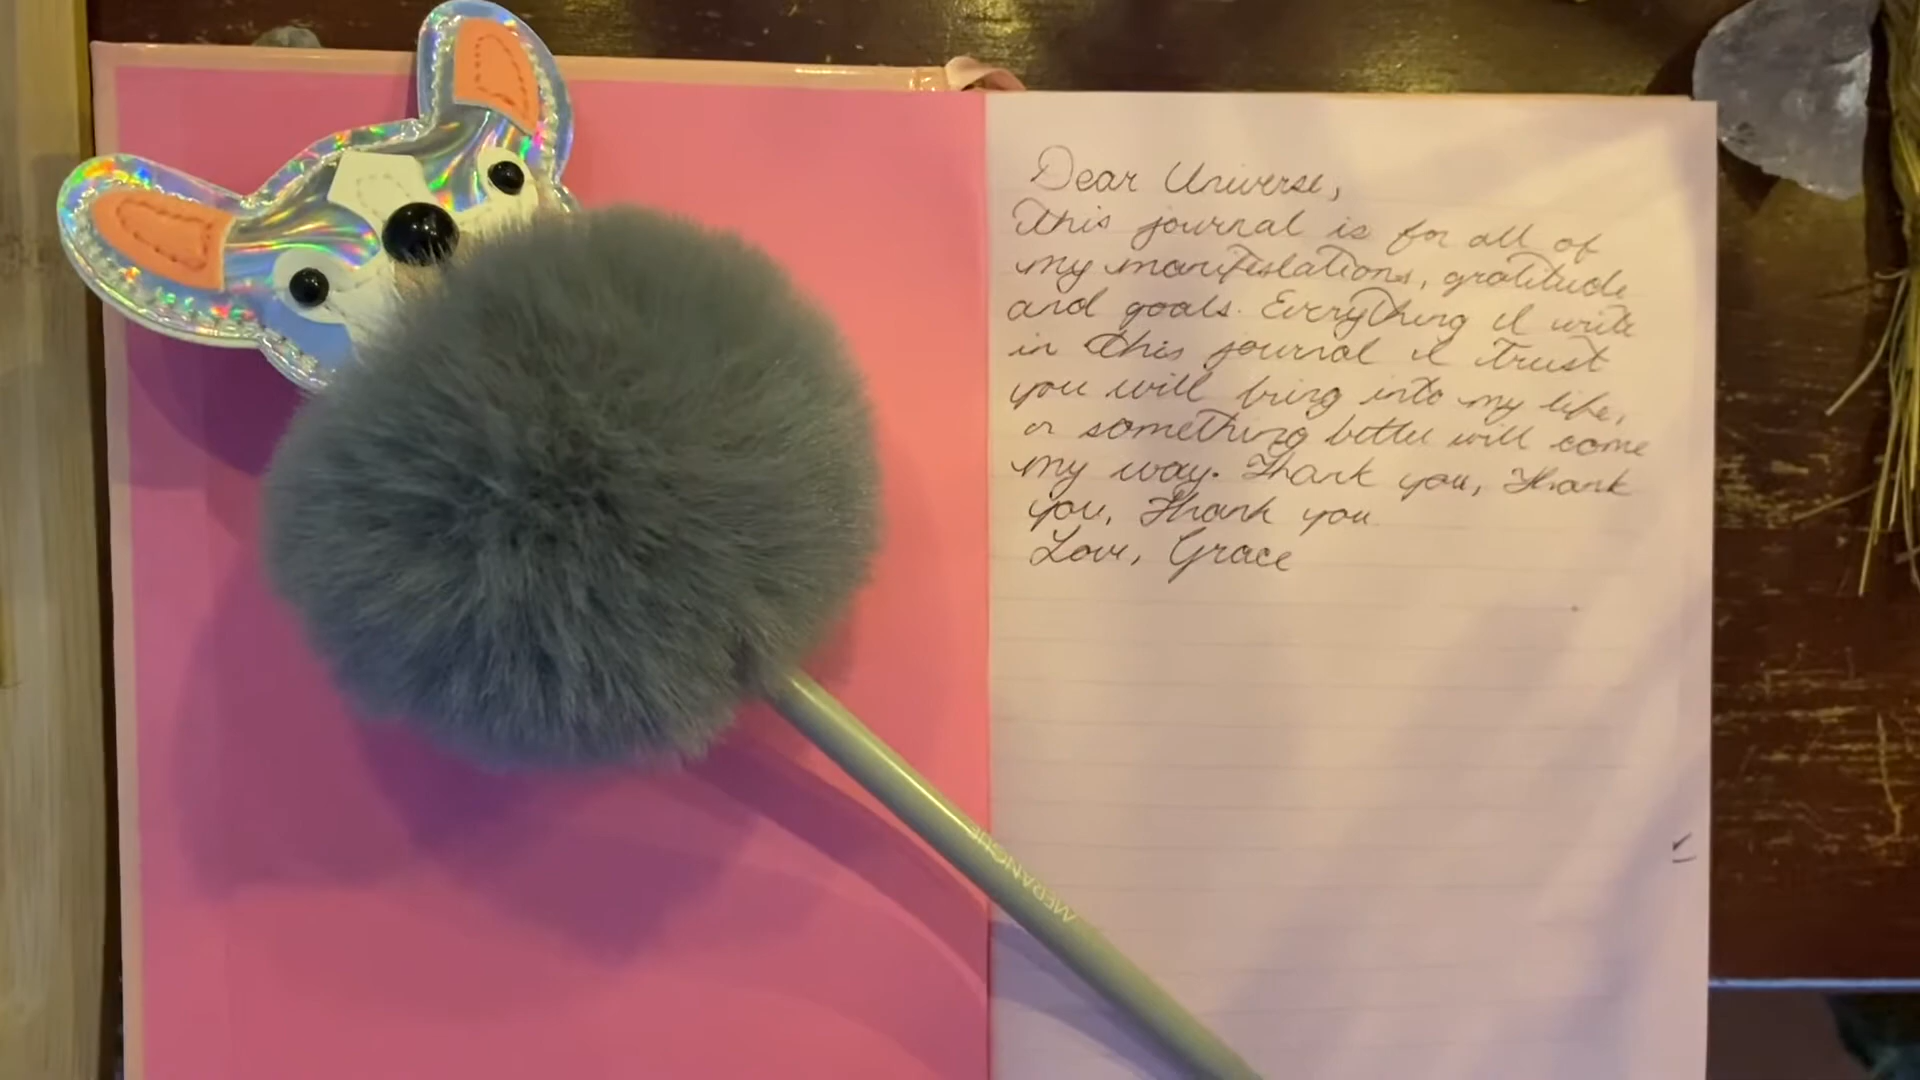 Dear Universe,
This journal is for all of
my manifestations, gratitude
and goals. Everything I write
in this journal I trust
you will bring into my life,
or something better will come
my way. Thank you, Thank
you, Thank you
Love, Grace
MERANGUE